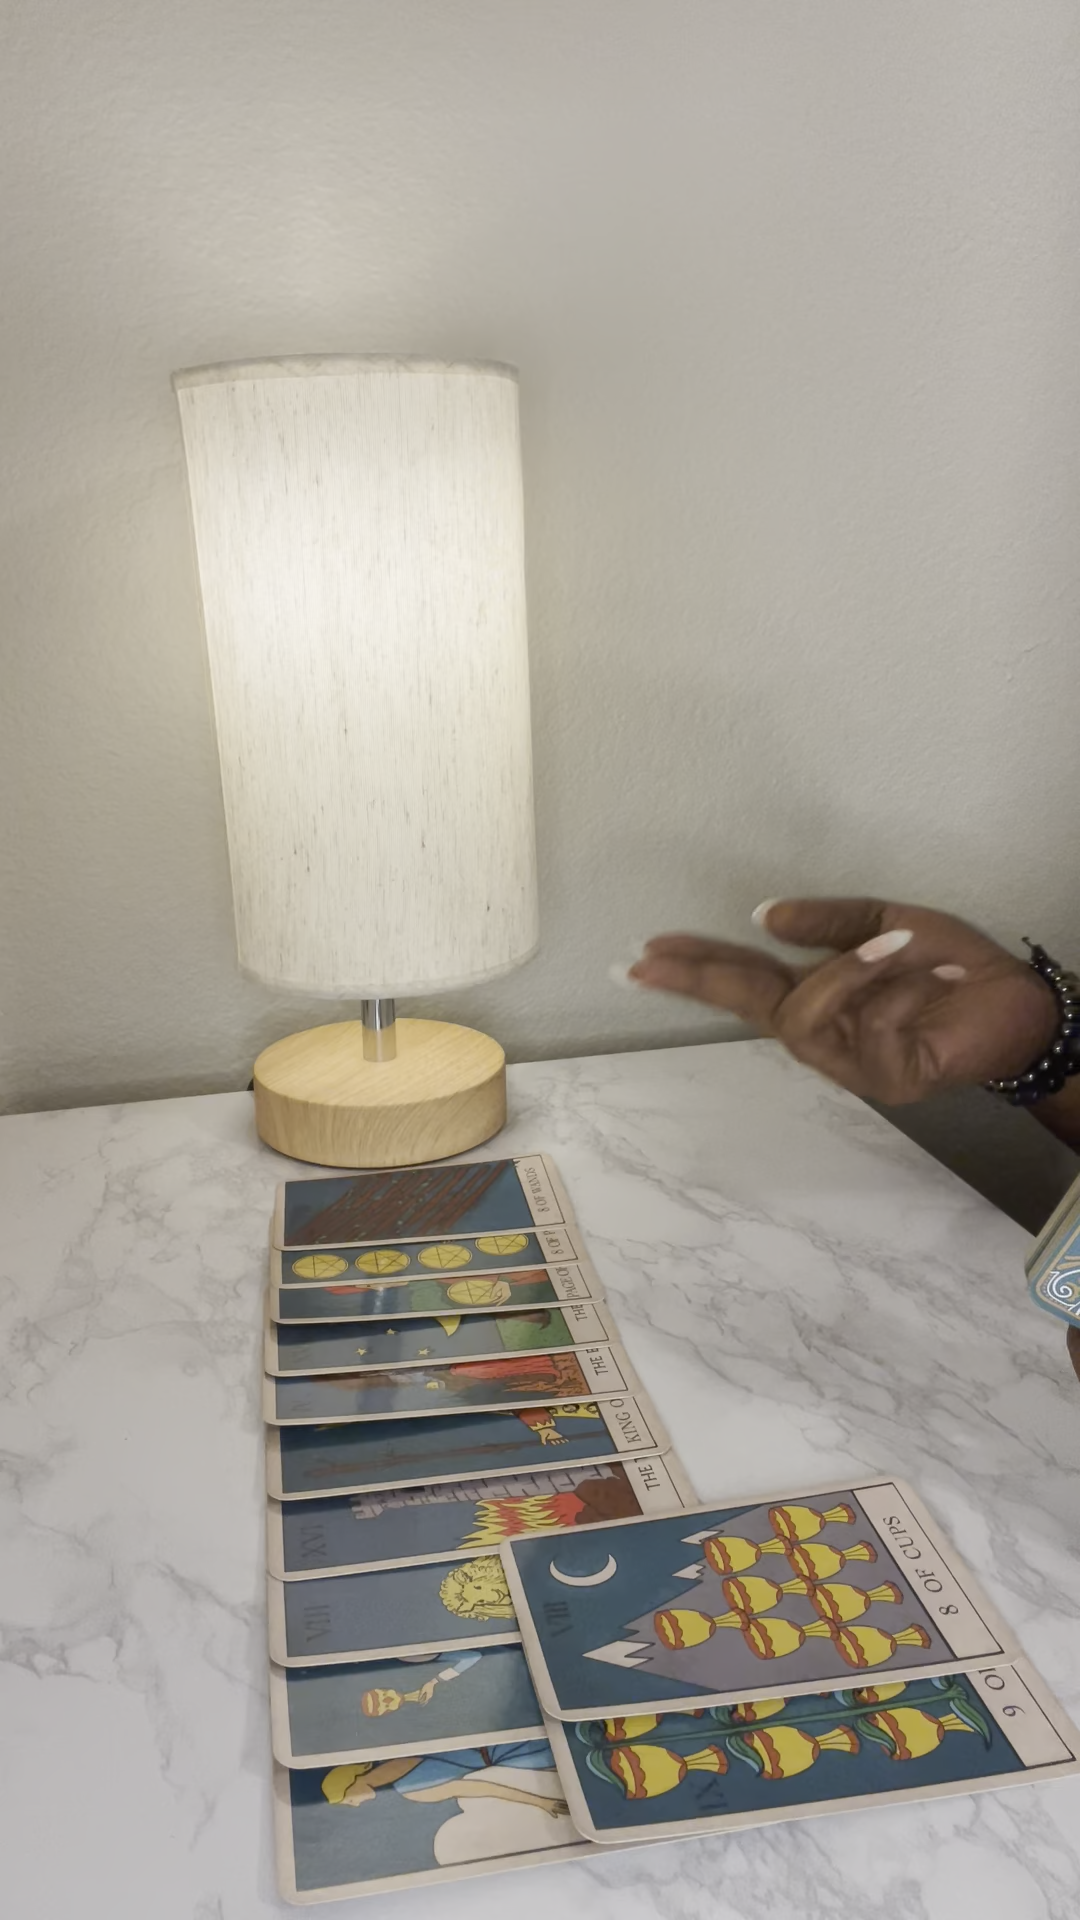 8 OF WANDS
8 OF P
PAGE OF
THE
THE E
KING O
THE
XVI
VIII
VIII
8 OF CUPS
9 O
IX